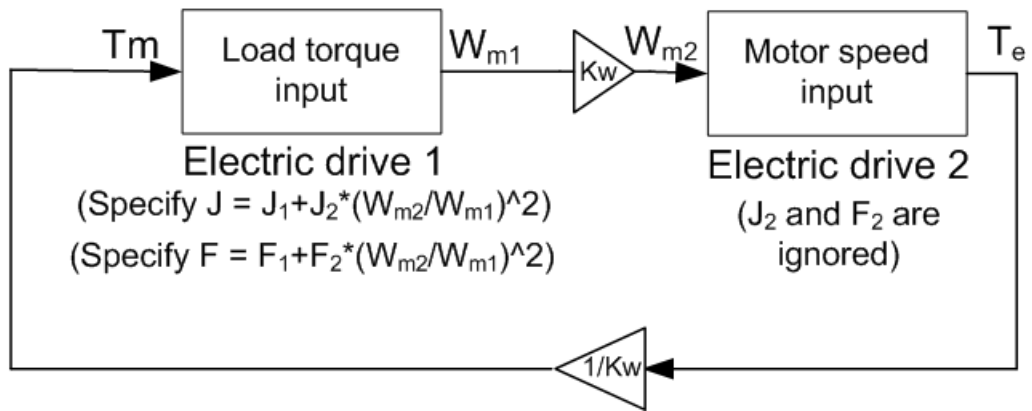 Tm
Load torque
input
Wm1
Kw
Wm2
Motor speed
input
Te
Electric drive 1
(Specify J = J1+J2*(Wm2/Wm1)^2)
(Specify F = F1+F2*(Wm2/Wm1)^2)
Electric drive 2
(J2 and F2 are
ignored)
1/Kw